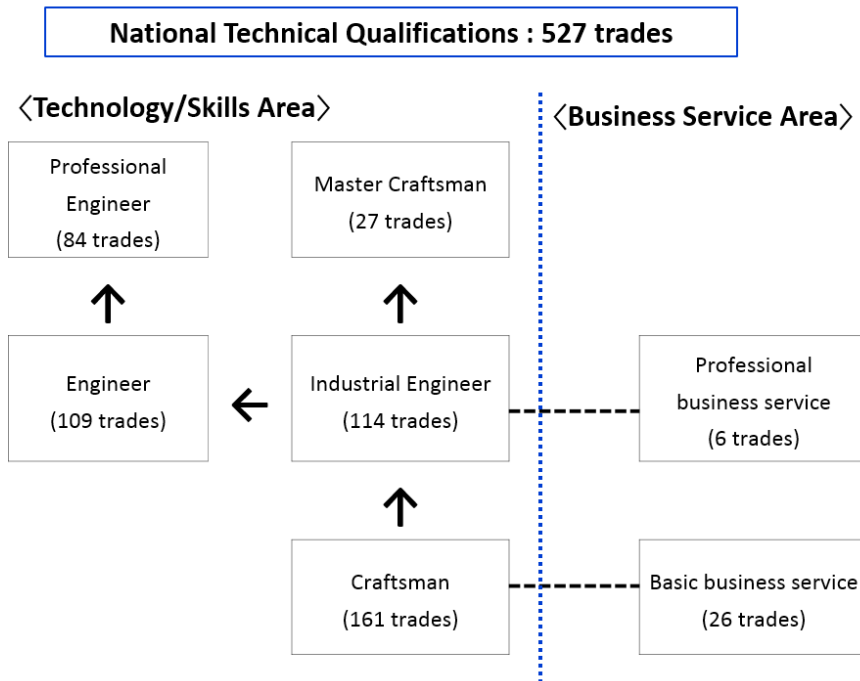 National Technical Qualifications : 527 trades
〈Technology/Skills Area〉
〈Business Service Area〉
Professional
Engineer
(84 trades)
Master Craftsman
(27 trades)
Engineer
(109 trades)
Industrial Engineer
(114 trades)
Professional
business service
(6 trades)
Craftsman
(161 trades)
Basic business service
(26 trades)